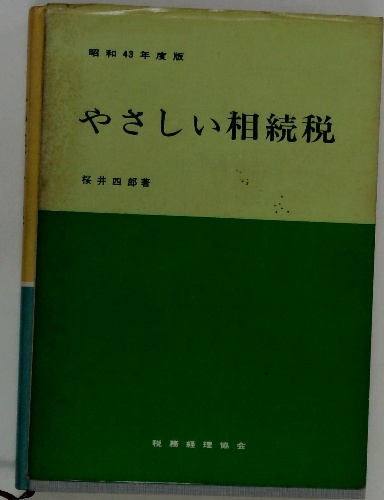 昭和43年度版
やさしい相続税
桜井四郎著
税務経理協会